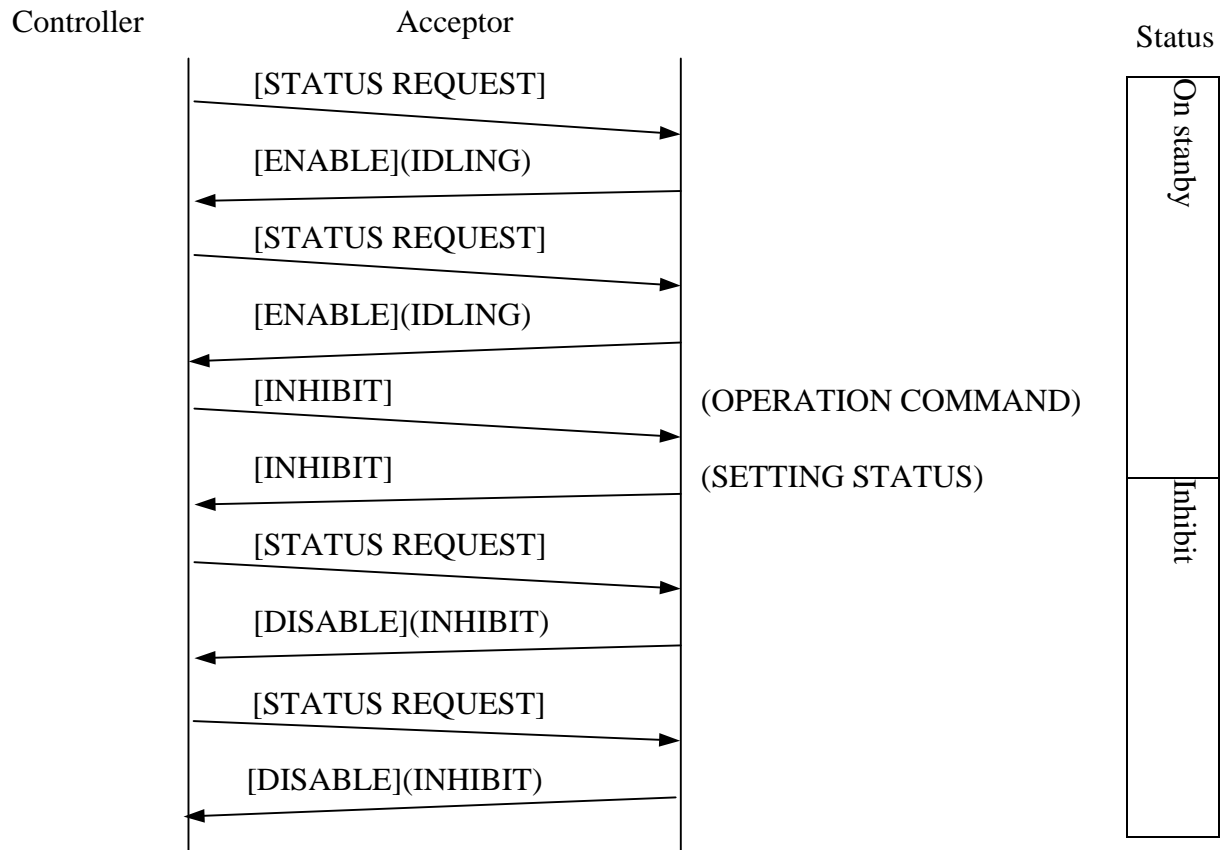 Controller
Acceptor
Status
[STATUS REQUEST]
[ENABLE](IDLING)
[STATUS REQUEST]
[ENABLE](IDLING)
[INHIBIT]
(OPERATION COMMAND)
[INHIBIT]
(SETTING STATUS)
[STATUS REQUEST]
[DISABLE](INHIBIT)
[STATUS REQUEST]
[DISABLE](INHIBIT)
On stanby
Inhibit